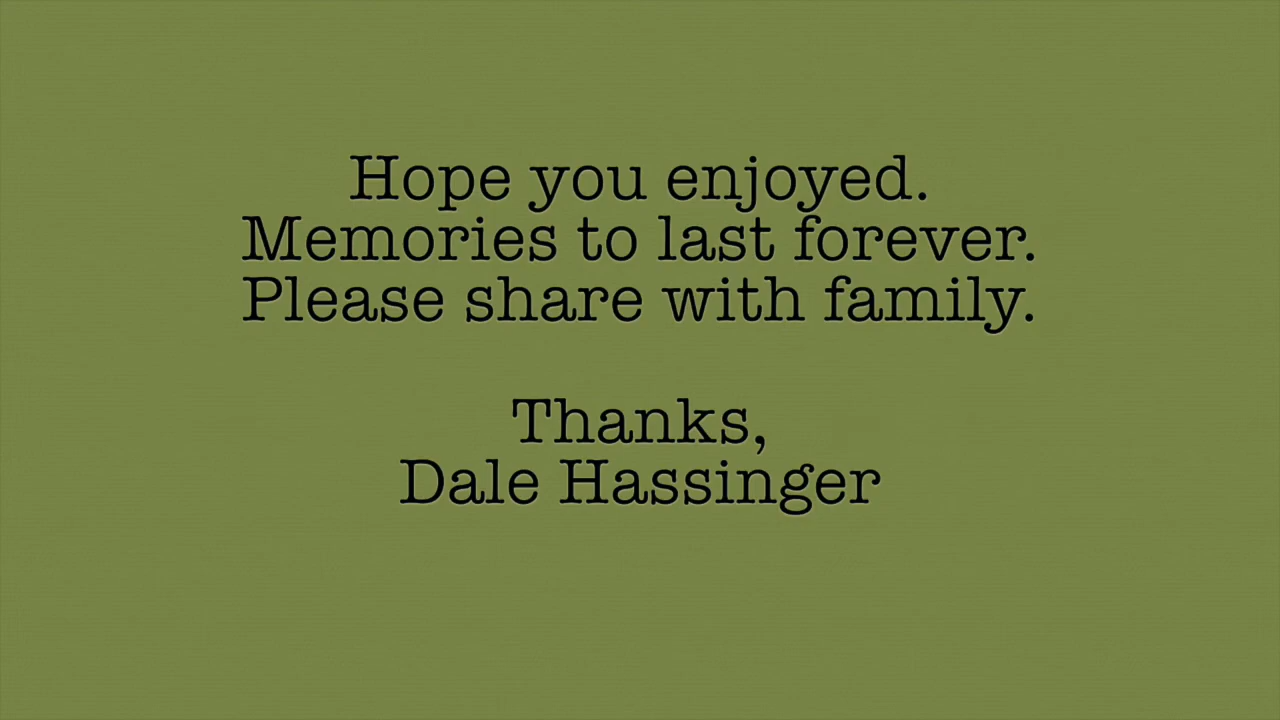 Hope you enjoyed.
Memories to last forever.
Please share with family.
Thanks,
Dale Hassinger